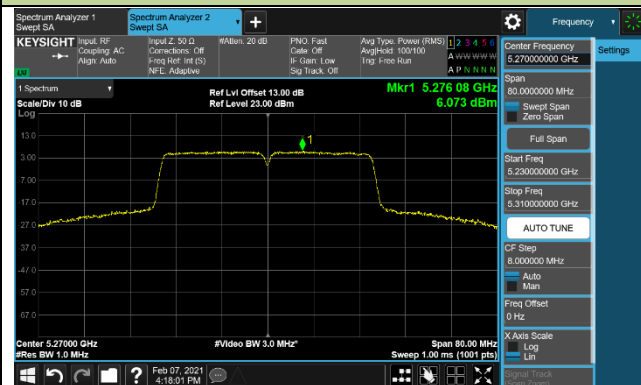 Spectrum Analyzer 1
Swept SA
Spectrum Analyzer 2
Swept SA
Frequency
KEYSIGHT
Input: RF
Coupling: AC
Align: Auto
Input Z: 50 Ω
Corrections: Off
Freq Ref: Int (S)
NFE: Adaptive
#Atten: 20 dB
PNO: Fast
Gate: Off
IF Gain: Low
Sig Track: Off
Avg Type: Power (RMS)
Avg|Hold: 100/100
Trig: Free Run
1 2 3 4 5 6
A W W W W W
A P N N N N
LXI
Center Frequency
5.270000000 GHz
Settings
Span
80.0000000 MHz
Swept Span
Zero Span
Full Span
Start Freq
5.230000000 GHz
Stop Freq
5.310000000 GHz
AUTO TUNE
CF Step
8.000000 MHz
Auto
Man
Freq Offset
0 Hz
X Axis Scale
Log
Lin
Signal Track
(Span Zoom)
1 Spectrum
Scale/Div 10 dB
Log
Ref Lvl Offset 13.00 dB
Ref Level 23.00 dBm
Mkr1 5.276 08 GHz
6.073 dBm
1
13.0
3.00
-7.00
-17.0
-27.0
-37.0
-47.0
-57.0
-67.0
Center 5.27000 GHz
#Res BW 1.0 MHz
#Video BW 3.0 MHz*
Span 80.00 MHz
Sweep 1.00 ms (1001 pts)
Feb 07, 2021
4:18:01 PM